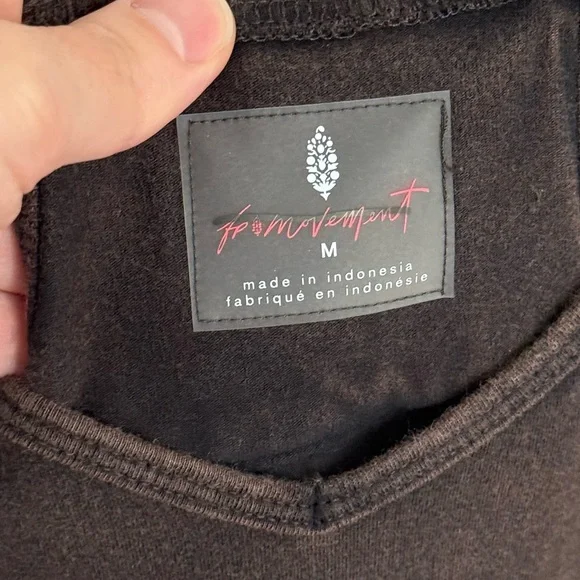 fp movement
M
made in indonesia
fabriqué en indonésie